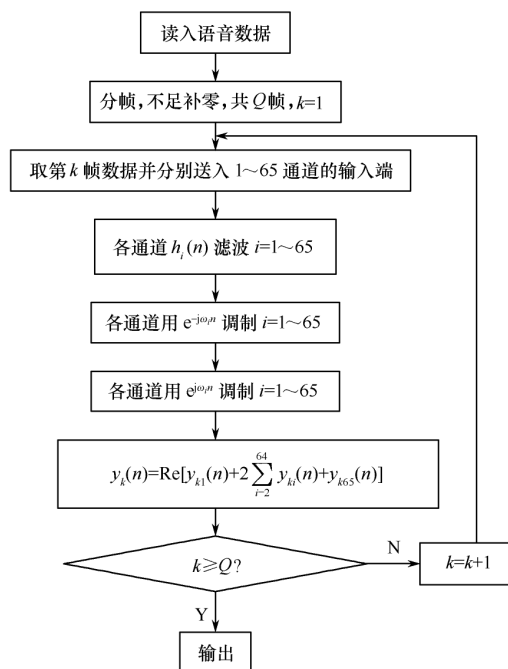 读入语音数据
分帧,不足补零,共Q帧,k=1
取第k帧数据并分别送入1~65通道的输入端
各通道hᵢ(n)滤波i=1~65
各通道用e^{-jωᵢn}调制i=1~65
各通道用e^{jωᵢn}调制i=1~65
y_k(n)=Re[y_{k1}(n)+2∑_{i=2}^{64} y_{ki}(n)+y_{k65}(n)]
k≥Q?
N
k=k+1
Y
输出